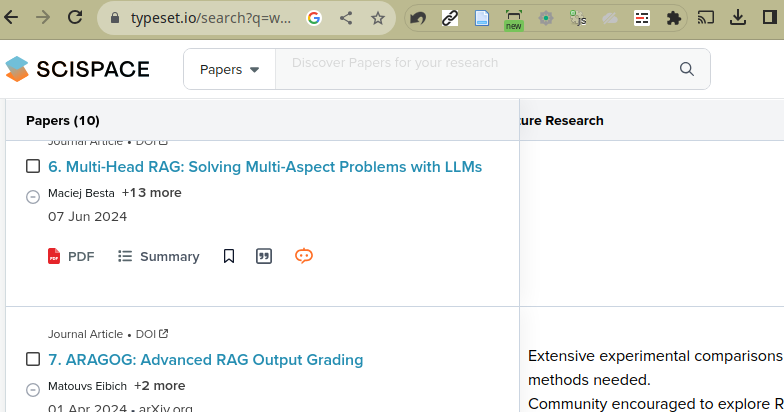 typeset.io/search?q=w...
new
JS
SCISPACE
Papers
Discover Papers for your research
Papers (10)
ure Research
Journal Article • DOI
6. Multi-Head RAG: Solving Multi-Aspect Problems with LLMs
Maciej Besta +13 more
07 Jun 2024
PDF
PDF Summary
Journal Article • DOI
7. ARAGOG: Advanced RAG Output Grading
Extensive experimental comparisons
Matouvs Eibich +2 more
methods needed.
01 Apr 2024 • arXiv.org
Community encouraged to explore R